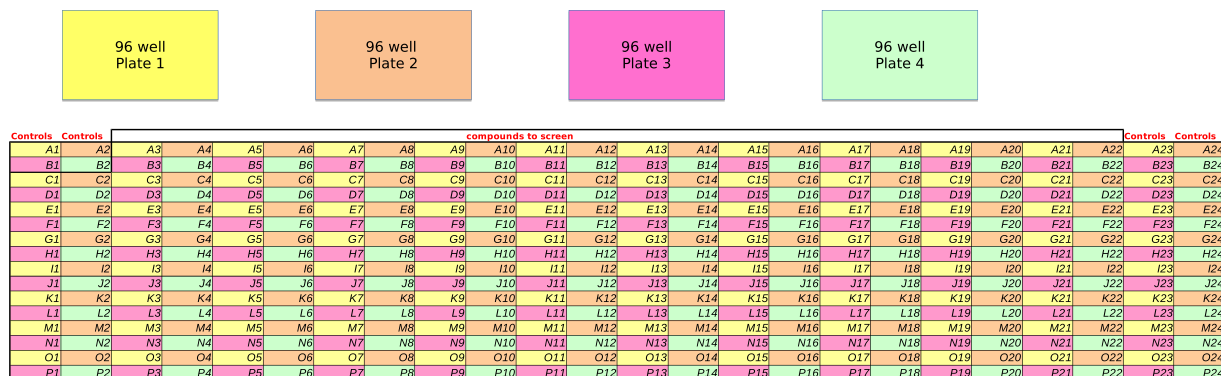 96 well
Plate 1
96 well
Plate 2
96 well
Plate 3
96 well
Plate 4
Controls Controls compounds to screen Controls Controls
A1 A2 A3 A4 A5 A6 A7 A8 A9 A10 A11 A12 A13 A14 A15 A16 A17 A18 A19 A20 A21 A22 A23 A24
B1 B2 B3 B4 B5 B6 B7 B8 B9 B10 B11 B12 B13 B14 B15 B16 B17 B18 B19 B20 B21 B22 B23 B24
C1 C2 C3 C4 C5 C6 C7 C8 C9 C10 C11 C12 C13 C14 C15 C16 C17 C18 C19 C20 C21 C22 C23 C24
D1 D2 D3 D4 D5 D6 D7 D8 D9 D10 D11 D12 D13 D14 D15 D16 D17 D18 D19 D20 D21 D22 D23 D24
E1 E2 E3 E4 E5 E6 E7 E8 E9 E10 E11 E12 E13 E14 E15 E16 E17 E18 E19 E20 E21 E22 E23 E24
F1 F2 F3 F4 F5 F6 F7 F8 F9 F10 F11 F12 F13 F14 F15 F16 F17 F18 F19 F20 F21 F22 F23 F24
G1 G2 G3 G4 G5 G6 G7 G8 G9 G10 G11 G12 G13 G14 G15 G16 G17 G18 G19 G20 G21 G22 G23 G24
H1 H2 H3 H4 H5 H6 H7 H8 H9 H10 H11 H12 H13 H14 H15 H16 H17 H18 H19 H20 H21 H22 H23 H24
I1 I2 I3 I4 I5 I6 I7 I8 I9 I10 I11 I12 I13 I14 I15 I16 I17 I18 I19 I20 I21 I22 I23 I24
J1 J2 J3 J4 J5 J6 J7 J8 J9 J10 J11 J12 J13 J14 J15 J16 J17 J18 J19 J20 J21 J22 J23 J24
K1 K2 K3 K4 K5 K6 K7 K8 K9 K10 K11 K12 K13 K14 K15 K16 K17 K18 K19 K20 K21 K22 K23 K24
L1 L2 L3 L4 L5 L6 L7 L8 L9 L10 L11 L12 L13 L14 L15 L16 L17 L18 L19 L20 L21 L22 L23 L24
M1 M2 M3 M4 M5 M6 M7 M8 M9 M10 M11 M12 M13 M14 M15 M16 M17 M18 M19 M20 M21 M22 M23 M24
N1 N2 N3 N4 N5 N6 N7 N8 N9 N10 N11 N12 N13 N14 N15 N16 N17 N18 N19 N20 N21 N22 N23 N24
O1 O2 O3 O4 O5 O6 O7 O8 O9 O10 O11 O12 O13 O14 O15 O16 O17 O18 O19 O20 O21 O22 O23 O24
P1 P2 P3 P4 P5 P6 P7 P8 P9 P10 P11 P12 P13 P14 P15 P16 P17 P18 P19 P20 P21 P22 P23 P24